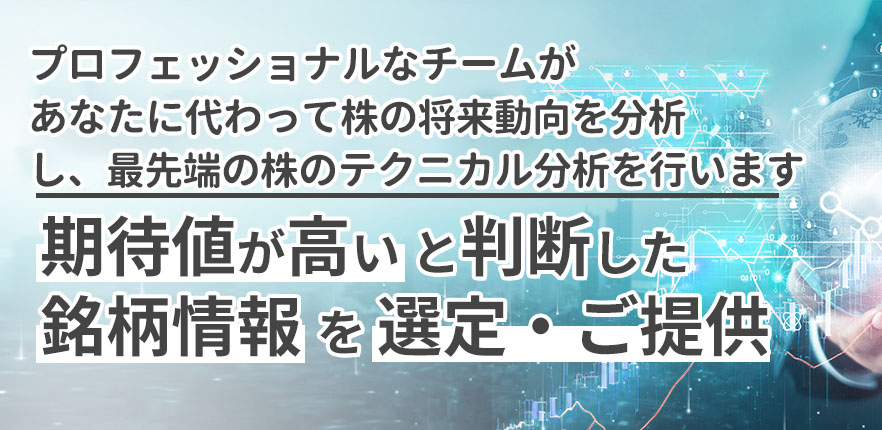 プロフェッショナルなチームが
あなたに代わって株の将来動向を分析
し、最先端の株のテクニカル分析を行います
期待値が高いと判断した
銘柄情報を選定・ご提供